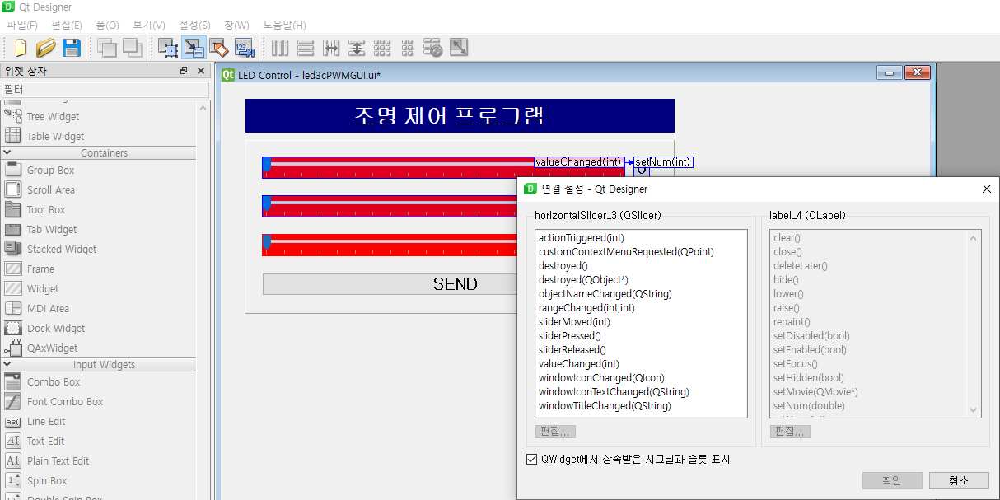 Qt Designer
파일(F) 편집(E) 폼(O) 보기(V) 설정(S) 창(W) 도움말(H)
위젯 상자
필터
Tree Widget
Table Widget
Containers
Group Box
Scroll Area
Tool Box
Tab Widget
Stacked Widget
Frame
Widget
MDI Area
Dock Widget
QAxWidget
Input Widgets
Combo Box
Font Combo Box
Line Edit
Text Edit
Plain Text Edit
Spin Box
Double Spin Box
LED Control - led3cPWMGUI.ui*
조명 제어 프로그램
valueChanged(int) setNum(int)
0
SEND
연결 설정 - Qt Designer
horizontalSlider_3 (QSlider)
actionTriggered(int)
customContextMenuRequested(QPoint)
destroyed()
destroyed(QObject*)
objectNameChanged(QString)
rangeChanged(int,int)
sliderMoved(int)
sliderPressed()
sliderReleased()
valueChanged(int)
windowIconChanged(QIcon)
windowIconTextChanged(QString)
windowTitleChanged(QString)
편집...
label_4 (QLabel)
clear()
close()
deleteLater()
hide()
lower()
raise()
repaint()
setDisabled(bool)
setEnabled(bool)
setFocus()
setHidden(bool)
setMovie(QMovie*)
setNum(double)
편집...
QWidget에서 상속받은 시그널과 슬롯 표시
확인 취소